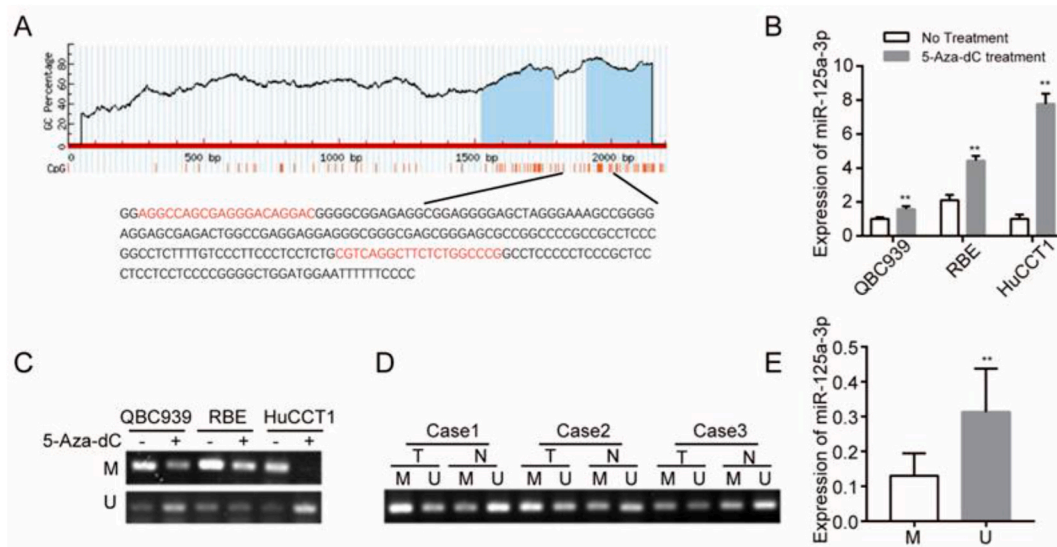 A
GC Percentage
0 20 40 60 80
0 500 bp 1000 bp 1500 bp 2000 bp
CpG
GGAGGCCAGCGAGGGACAGGACGGGGCGGAGAGGCGGAGGGGAGCTAGGGAAAGCCGGGG
AGGAGCGAGACTGGCCGAGGAGGAGGGCGGGCGAGCGGGAGCGCCGGCCCCGCCGCCTCCC
GGCCTCTTTTGTCCCTTCCCTCCTCTGCGTCAGGCTTCTCTGGCCCGGCCTCCCCCTCCCGCTCC
CTCCTCCTCCCCGGGGCTGGATGGAATTTTTTCCCC
B
No Treatment
5-Aza-dC treatment
Expression of miR-125a-3p
10
8
6
4
2
0
** ** **
QBC939 RBE HuCCT1
C
QBC939 RBE HuCCT1
5-Aza-dC - + - + - +
M
U
D
Case1 Case2 Case3
T N T N T N
M U M U M U M U M U M U
E
Expression of miR-125a-3p
0.5
0.4
0.3
0.2
0.1
0.0
**
M U